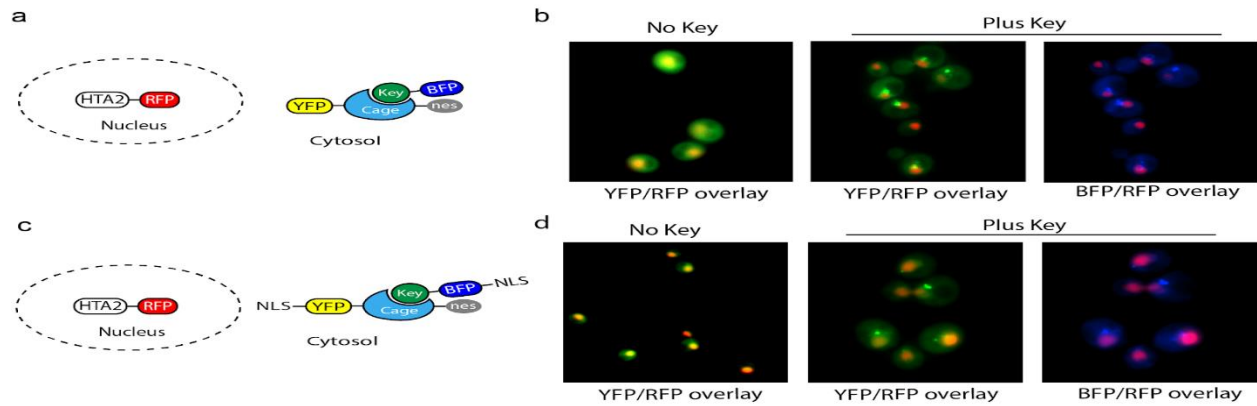 a
HTA2 RFP
Nucleus
YFP Cage Key BFP nes
Cytosol
b
No Key Plus Key
YFP/RFP overlay YFP/RFP overlay BFP/RFP overlay
c
HTA2 RFP
Nucleus
NLS YFP Cage Key BFP NLS nes
Cytosol
d
No Key Plus Key
YFP/RFP overlay YFP/RFP overlay BFP/RFP overlay